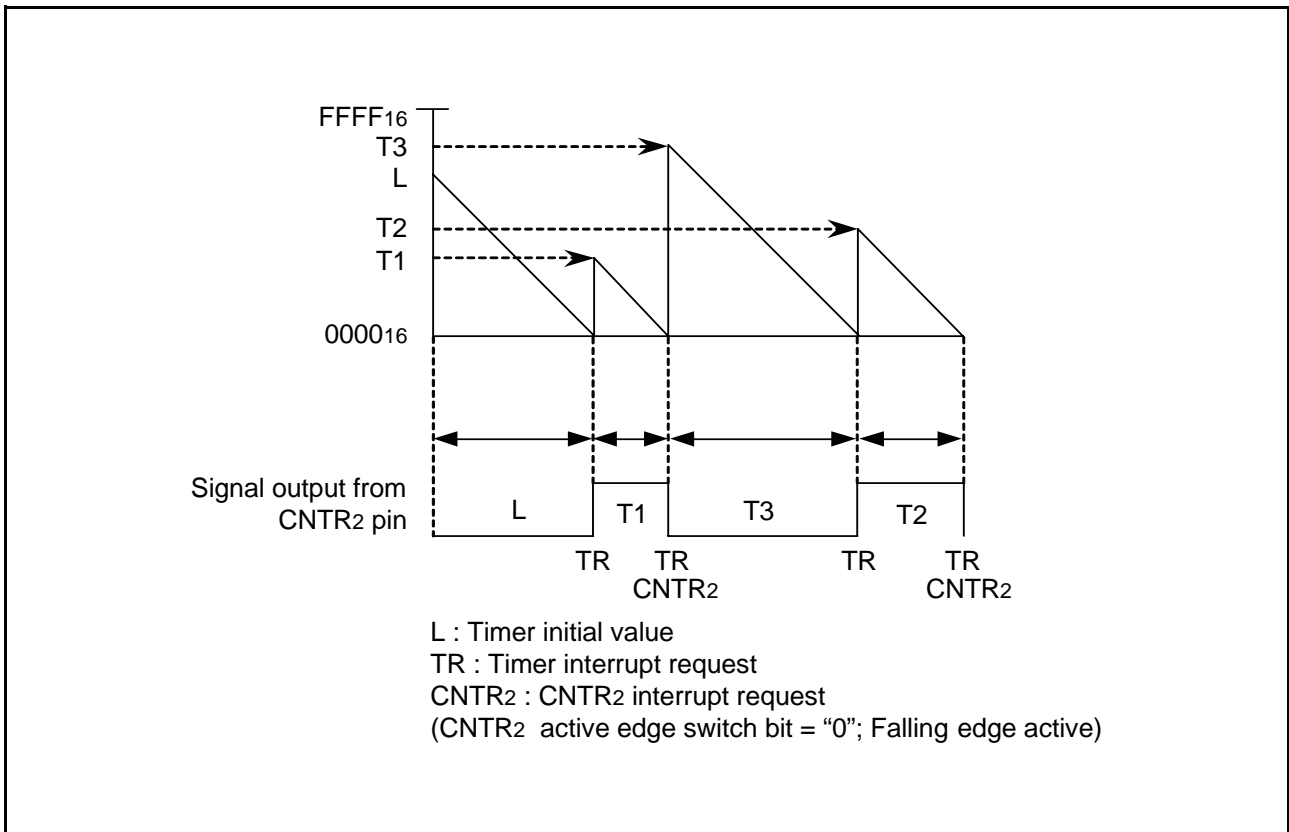 FFFF16
T3
L
T2
T1
000016
Signal output from
CNTR2 pin
L T1 T3 T2
TR TR TR TR
CNTR2 CNTR2
L : Timer initial value
TR : Timer interrupt request
CNTR2 : CNTR2 interrupt request
(CNTR2 active edge switch bit = “0”; Falling edge active)